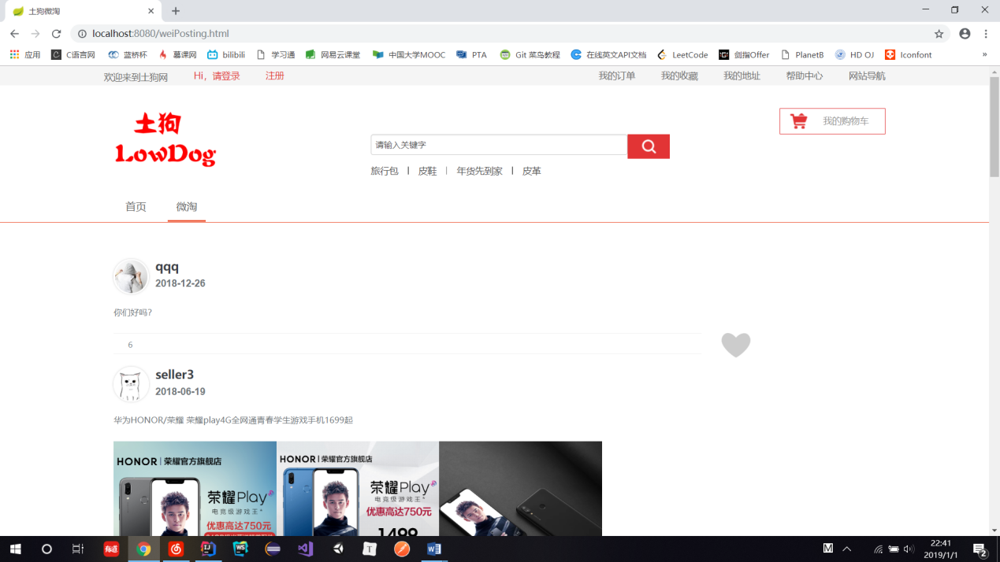 土狗微淘
localhost:8080/weiPosting.html
应用 C语言网 蓝桥杯 慕课网 bilibili 学习通 网易云课堂 中国大学MOOC PTA Git 菜鸟教程 在线英文API文档 LeetCode 剑指Offer PlanetB HD OJ Iconfont »
欢迎来到土狗网 Hi，请登录 注册 我的订单 我的收藏 我的地址 帮助中心 网站导航
土狗
LowDog
我的购物车
请输入关键字
旅行包 | 皮鞋 | 年货先到家 | 皮革
首页 微淘
qqq
2018-12-26
你们好吗?
6
seller3
2018-06-19
华为HONOR/荣耀 荣耀play4G全网通青春学生游戏手机1699起
HONOR | 荣耀官方旗舰店 HONOR | 荣耀官方旗舰店
荣耀Play 荣耀Play
电竞级游戏王* 电竞级游戏王*
优惠高达750元 优惠高达750元
1499
有道 WS T W M 22:41
2019/1/1 2